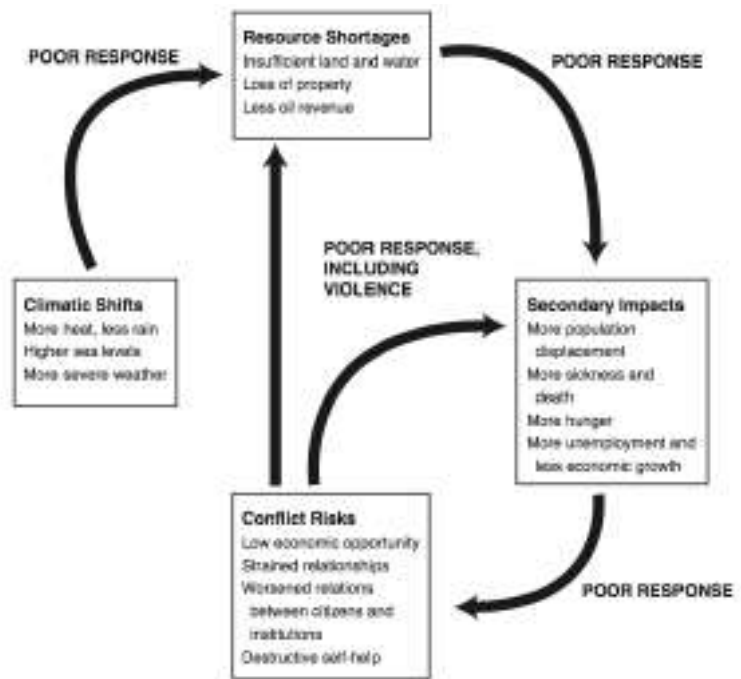 POOR RESPONSE
Resource Shortages
Insufficient land and water
Loss of property
Less oil revenue
POOR RESPONSE
POOR RESPONSE,
INCLUDING
VIOLENCE
Climatic Shifts
More heat, less rain
Higher sea levels
More severe weather
Secondary Impacts
More population
displacement
More sickness and
death
More hunger
More unemployment and
less economic growth
Conflict Risks
Low economic opportunity
Strained relationships
Worsened relations
between citizens and
institutions
Destructive self-help
POOR RESPONSE